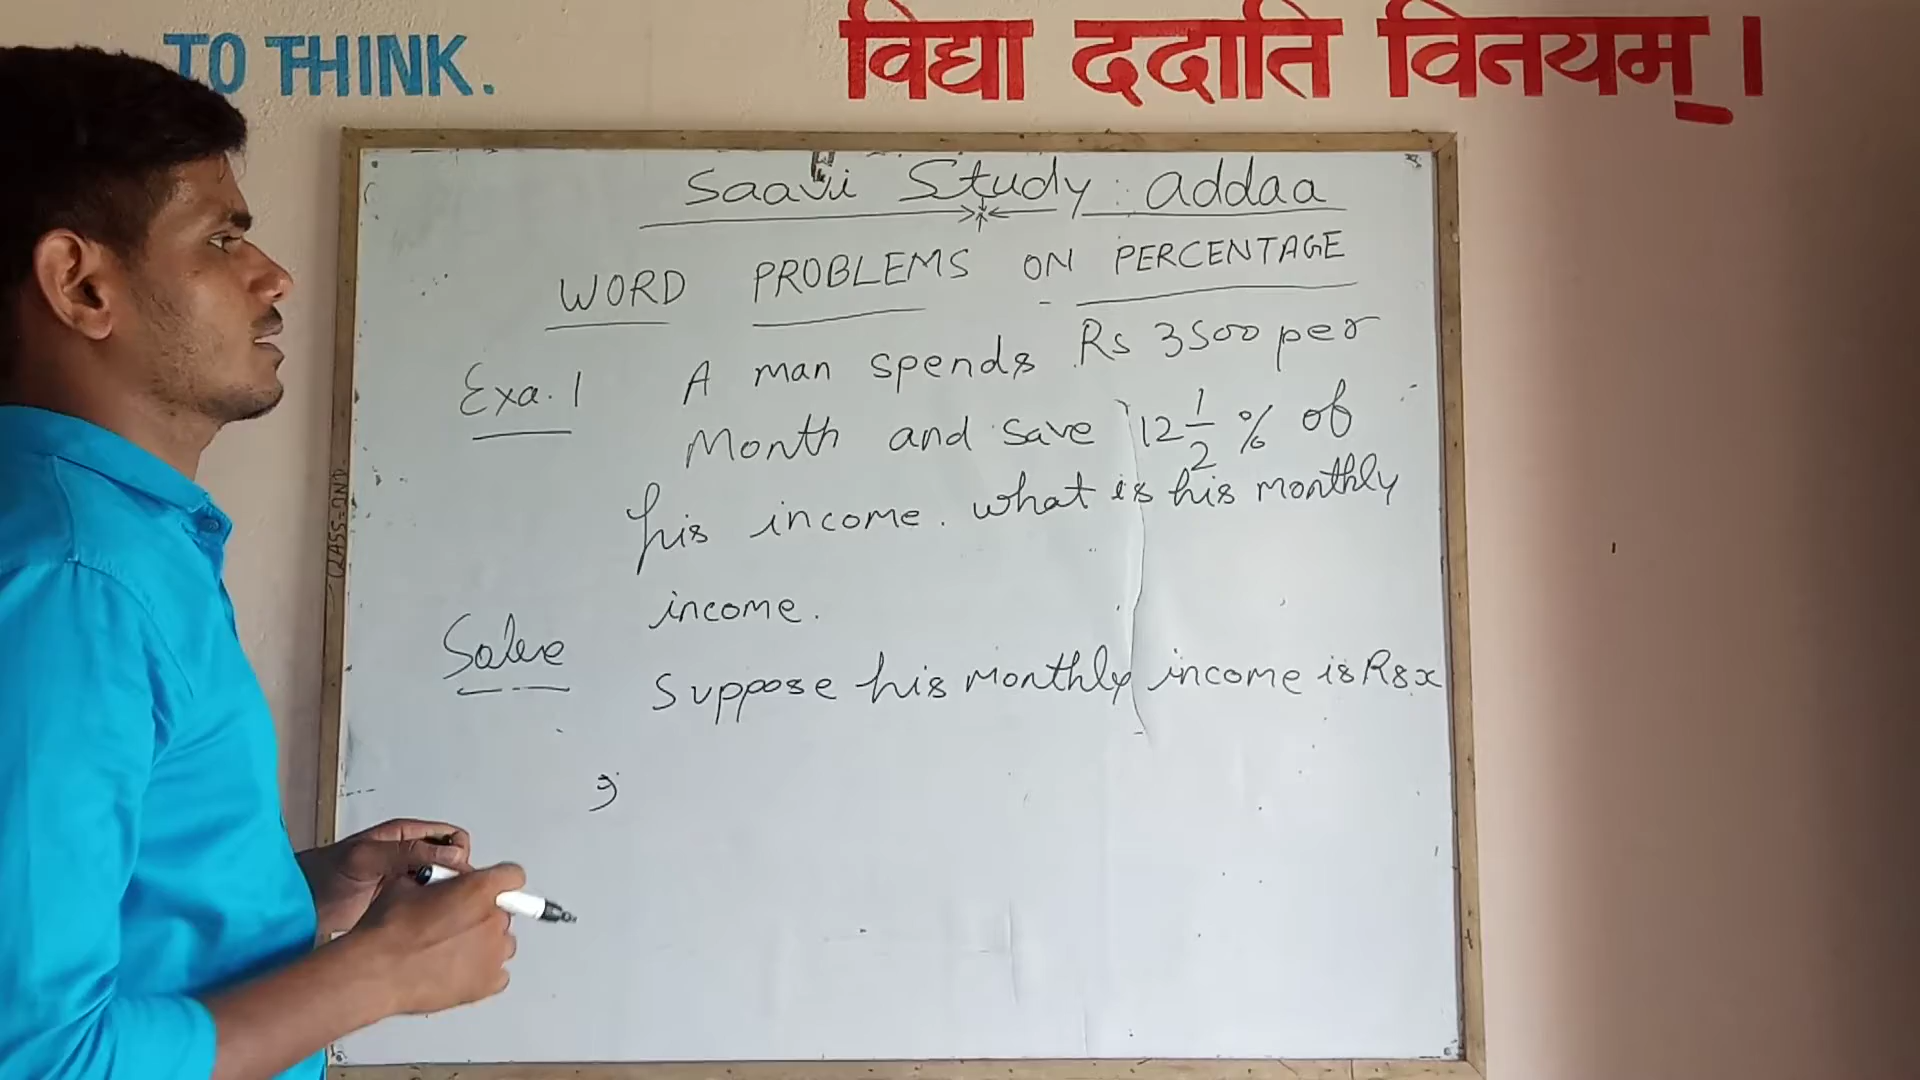 TO THINK.
विद्या ददाति विनयम् ।
Saavi Study : addaa
WORD PROBLEMS ON PERCENTAGE
Exa. 1 A man spends Rs 3500 per
Month and save 12 1/2 % of
his income. what is his monthly
income.
Solve
Suppose his monthly income is Rs x